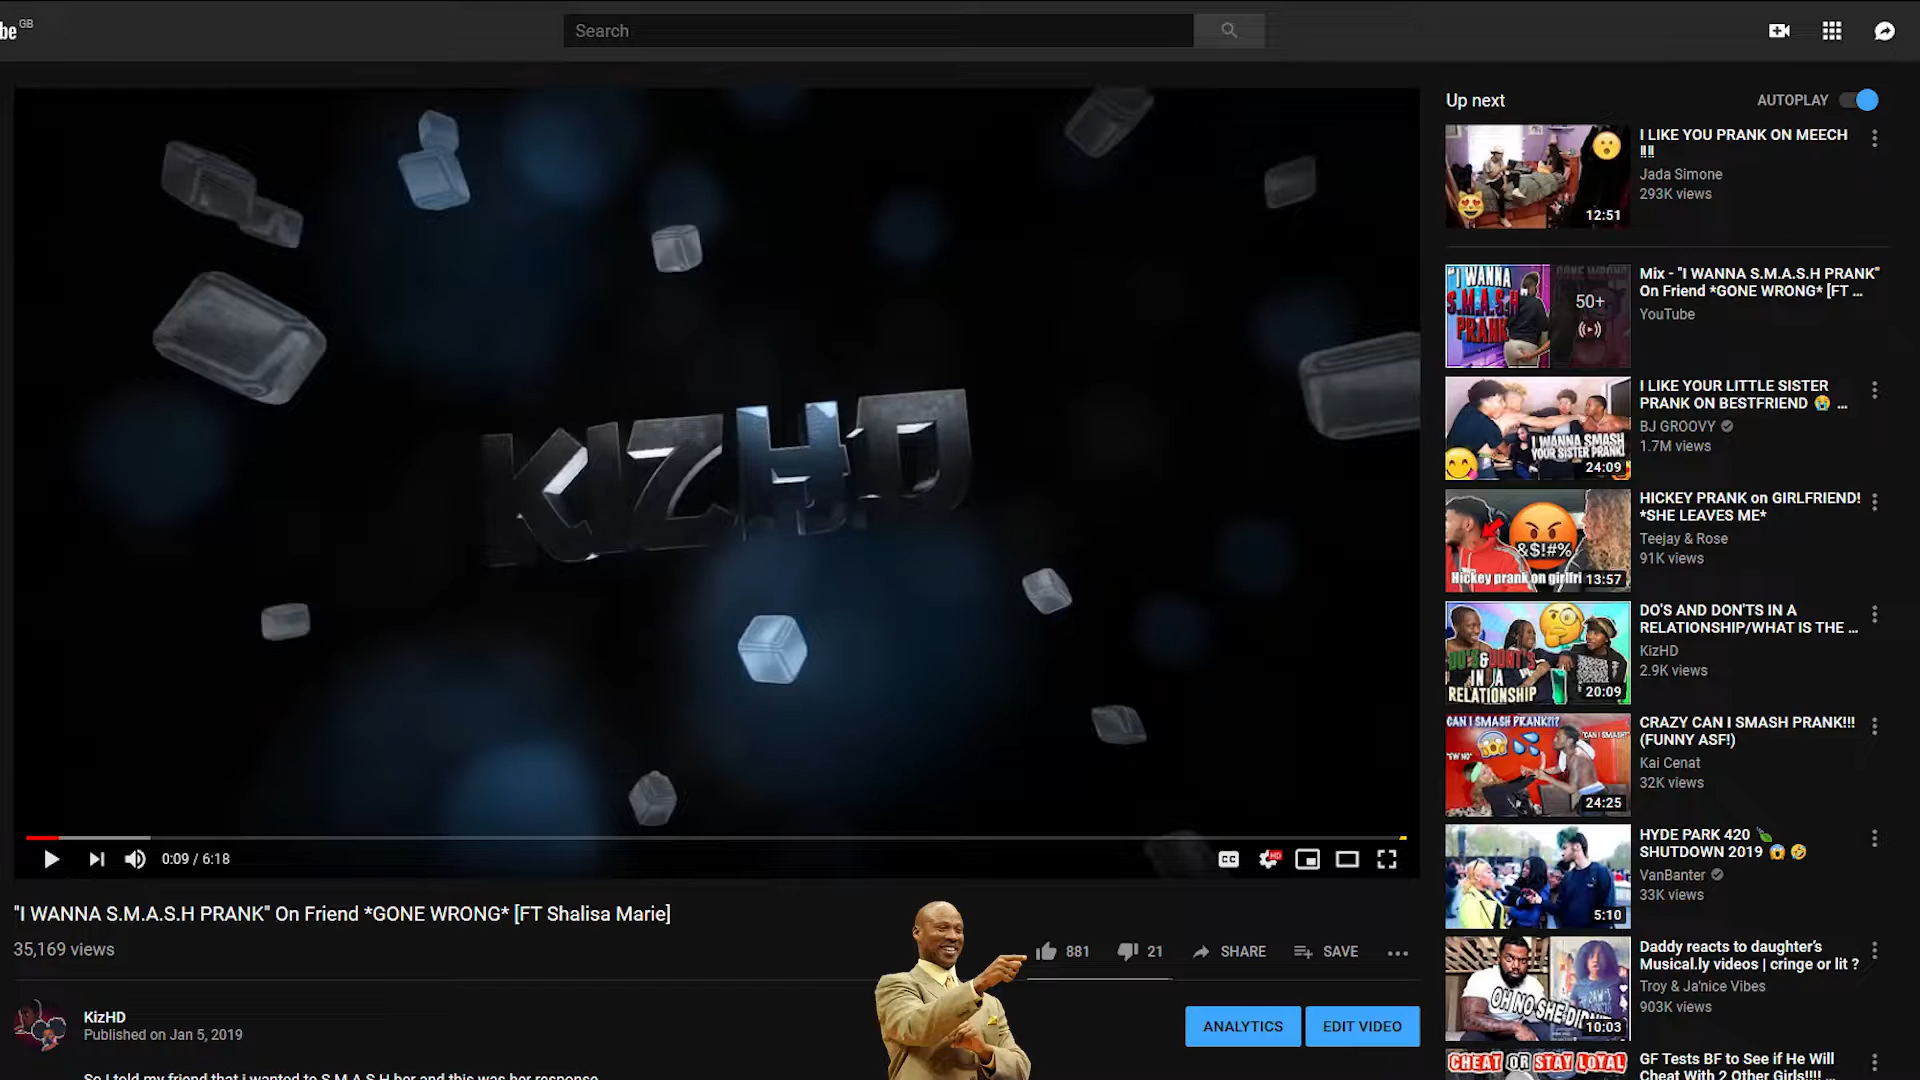 be GB
Search
KIZHD
0:09 / 6:18
CC
HD
"I WANNA S.M.A.S.H PRANK" On Friend *GONE WRONG* [FT Shalisa Marie]
35,169 views
881
21
SHARE
SAVE
KizHD
Published on Jan 5, 2019
ANALYTICS
EDIT VIDEO
So I told my friend that i wanted to S.M.A.S.H her and this was her response
Up next
AUTOPLAY
12:51
I LIKE YOU PRANK ON MEECH
!!!!
Jada Simone
293K views
"I WANNA
S.M.A.S.H
PRANK"
GONE WRONG
50+
Mix - "I WANNA S.M.A.S.H PRANK"
On Friend *GONE WRONG* [FT ...
YouTube
I WANNA SMASH
YOUR SISTER PRANK!
24:09
I LIKE YOUR LITTLE SISTER
PRANK ON BESTFRIEND 😭 ...
BJ GROOVY
1.7M views
&$!#%
Hickey prank on girlfri
13:57
HICKEY PRANK on GIRLFRIEND!
*SHE LEAVES ME*
Teejay & Rose
91K views
DO'S & DONT'S
IN A
RELATIONSHIP
20:09
DO'S AND DON'TS IN A
RELATIONSHIP/WHAT IS THE ...
KizHD
2.9K views
CAN I SMASH PRANK!?
"CAN I SMASH"
"EW NO"
24:25
CRAZY CAN I SMASH PRANK!!!
(FUNNY ASF!)
Kai Cenat
32K views
5:10
HYDE PARK 420 🍃
SHUTDOWN 2019 😱 🤣
VanBanter
33K views
OH NO SHE DIDN'T
10:03
Daddy reacts to daughter's
Musical.ly videos | cringe or lit ?
Troy & Ja'nice Vibes
903K views
CHEAT OR STAY LOYAL
GF Tests BF to See if He Will
Cheat With 2 Other Girls!!!! ...